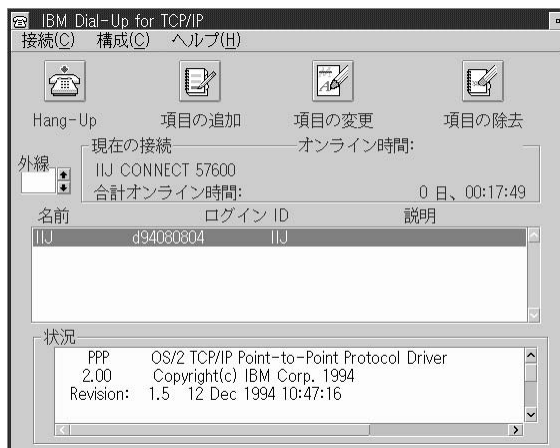 IBM Dial-Up for TCP/IP
接続(C) 構成(C) ヘルプ(H)
Hang-Up 項目の追加 項目の変更 項目の除去
外線
現在の接続 オンライン時間:
IIJ CONNECT 57600
合計オンライン時間: 0 日、00:17:49
名前 ログイン ID 説明
IIJ d94080804 IIJ
状況
PPP OS/2 TCP/IP Point-to-Point Protocol Driver
2.00 Copyright(c) IBM Corp. 1994
Revision: 1.5 12 Dec 1994 10:47:16